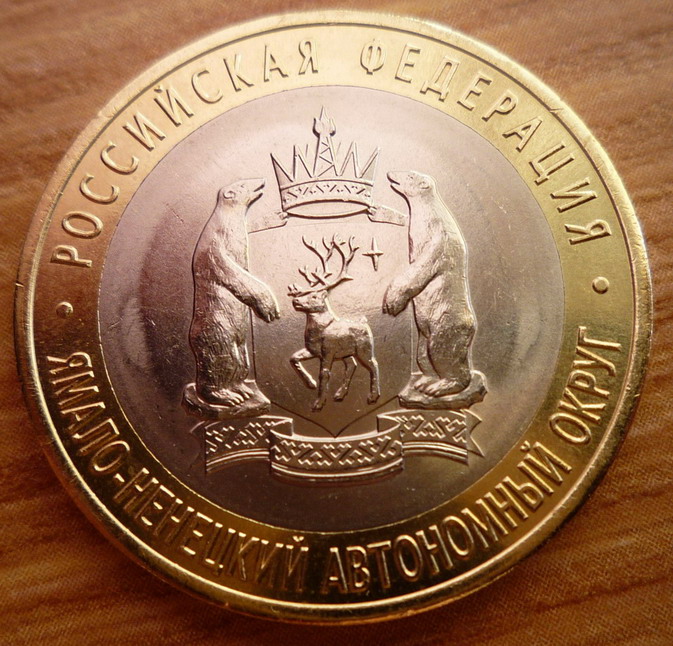 РОССИЙСКАЯ ФЕДЕРАЦИЯ
ЯМАЛО-НЕНЕЦКИЙ АВТОНОМНЫЙ ОКРУГ